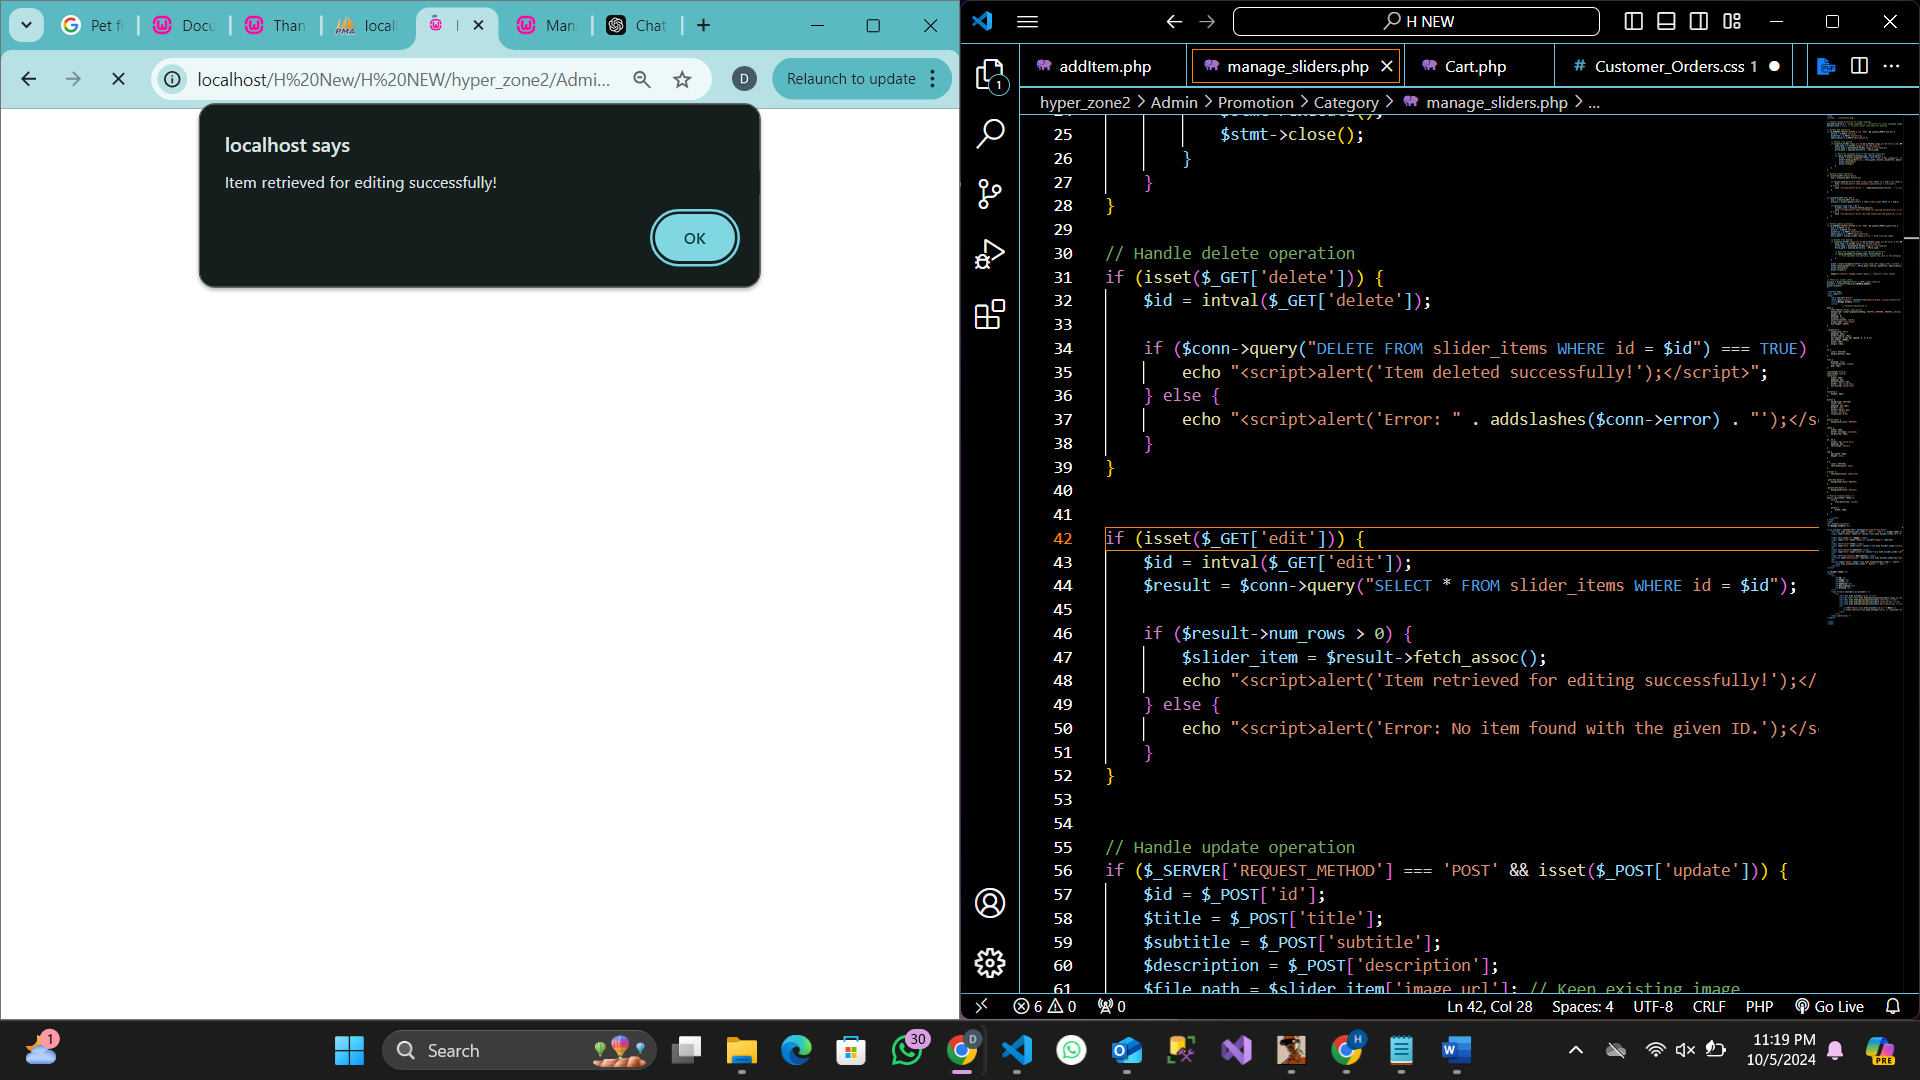 Pet f
Docu
Than
PMA
local
Man
Chat
localhost/H%20New/H%20NEW/hyper_zone2/Admi...
D
Relaunch to update
localhost says
Item retrieved for editing successfully!
OK
H NEW
addItem.php
manage_sliders.php
Cart.php
# Customer_Orders.css 1
hyper_zone2 > Admin > Promotion > Category > manage_sliders.php > ...
1
25 $stmt->close();
26 }
27 }
28 }
29
30 // Handle delete operation
31 if (isset($_GET['delete'])) {
32 $id = intval($_GET['delete']);
33
34 if ($conn->query("DELETE FROM slider_items WHERE id = $id") === TRUE)
35 echo "<script>alert('Item deleted successfully!');</script>";
36 } else {
37 echo "<script>alert('Error: " . addslashes($conn->error) . "');</s
38 }
39 }
40
41
42 if (isset($_GET['edit'])) {
43 $id = intval($_GET['edit']);
44 $result = $conn->query("SELECT * FROM slider_items WHERE id = $id");
45
46 if ($result->num_rows > 0) {
47 $slider_item = $result->fetch_assoc();
48 echo "<script>alert('Item retrieved for editing successfully!');</
49 } else {
50 echo "<script>alert('Error: No item found with the given ID.');</s
51 }
52 }
53
54
55 // Handle update operation
56 if ($_SERVER['REQUEST_METHOD'] === 'POST' && isset($_POST['update'])) {
57 $id = $_POST['id'];
58 $title = $_POST['title'];
59 $subtitle = $_POST['subtitle'];
60 $description = $_POST['description'];
61 $file_path = $slider_item['image_url']; // Keep existing image
6 0 0
Ln 42, Col 28 Spaces: 4 UTF-8 CRLF PHP Go Live
1
Search
30
D
H
11:19 PM
10/5/2024
PRE